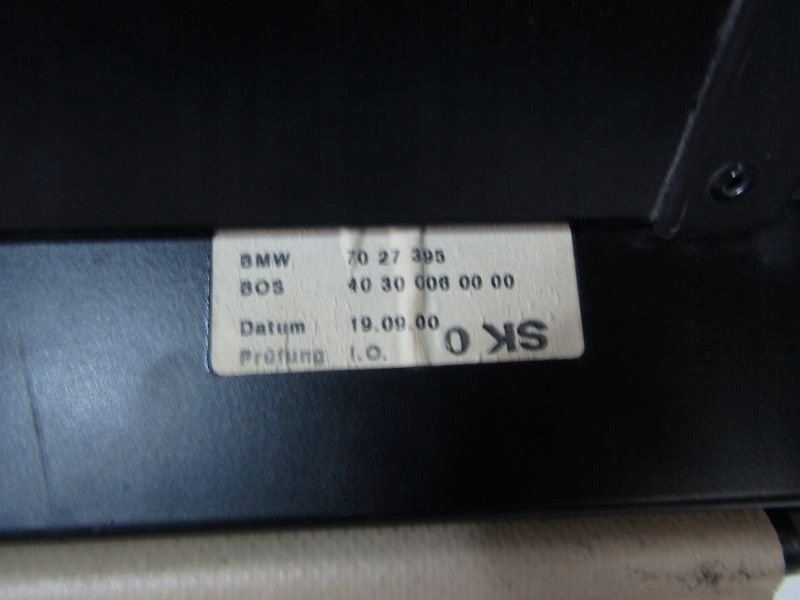 BMW 70 27 395
BOS 40 30 006 00 00
Datum 19.09.00
Prüfung I.O.
SK 0